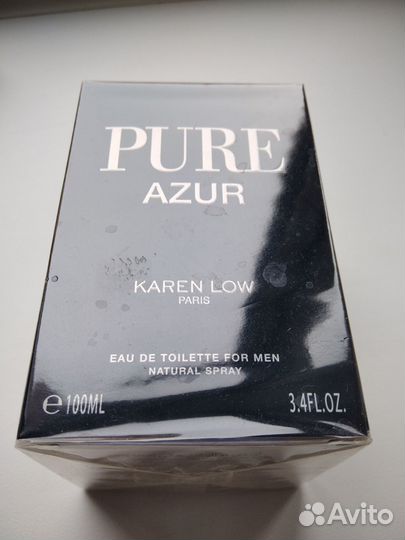 PURE
AZUR
KAREN LOW
PARIS
EAU DE TOILETTE FOR MEN
NATURAL SPRAY
℮100ML 3.4FL.OZ.
Avito